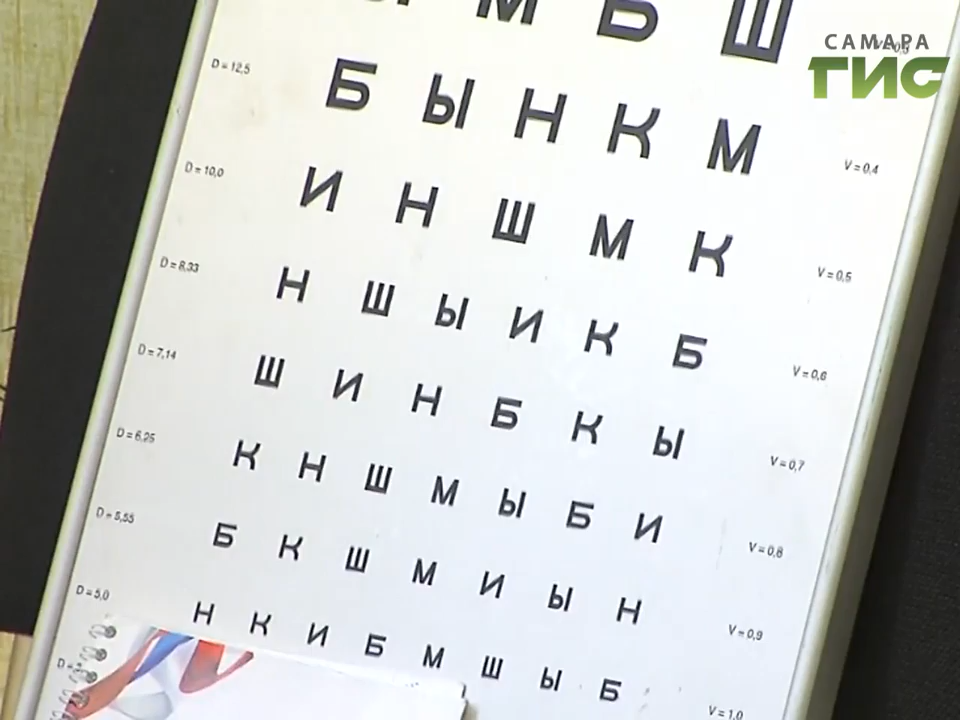 САМАРА
ГИС
М Б Ш
D = 12,5 Б Ы Н К М V = 0,4
D = 10,0 И Н Ш М К V = 0,5
D = 8,33 Н Ш Ы И К Б V = 0,6
D = 7,14 Ш И Н Б К Ы V = 0,7
D = 6,25 К Н Ш М Ы Б И V = 0,8
D = 5,55 Б К Ш М И Ы Н V = 0,9
D = 5,0 Н К И Б М Ш Ы Б V = 1,0